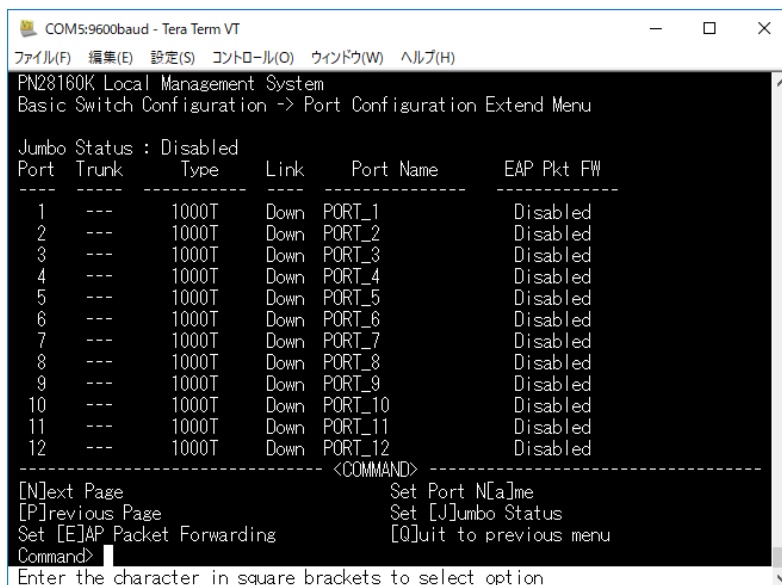 COM5:9600baud - Tera Term VT
ファイル(F) 編集(E) 設定(S) コントロール(O) ウィンドウ(W) ヘルプ(H)
PN28160K Local Management System
Basic Switch Configuration -> Port Configuration Extend Menu
Jumbo Status : Disabled
Port Trunk Type Link Port Name EAP Pkt FW
---- ----- ----------- ---- --------------- -------------
1 --- 1000T Down PORT_1 Disabled
2 --- 1000T Down PORT_2 Disabled
3 --- 1000T Down PORT_3 Disabled
4 --- 1000T Down PORT_4 Disabled
5 --- 1000T Down PORT_5 Disabled
6 --- 1000T Down PORT_6 Disabled
7 --- 1000T Down PORT_7 Disabled
8 --- 1000T Down PORT_8 Disabled
9 --- 1000T Down PORT_9 Disabled
10 --- 1000T Down PORT_10 Disabled
11 --- 1000T Down PORT_11 Disabled
12 --- 1000T Down PORT_12 Disabled
------------------------------- <COMMAND> ---------------------------------
[N]ext Page Set Port N[a]me
[P]revious Page Set [J]umbo Status
Set [E]AP Packet Forwarding [Q]uit to previous menu
Command>
Enter the character in square brackets to select option